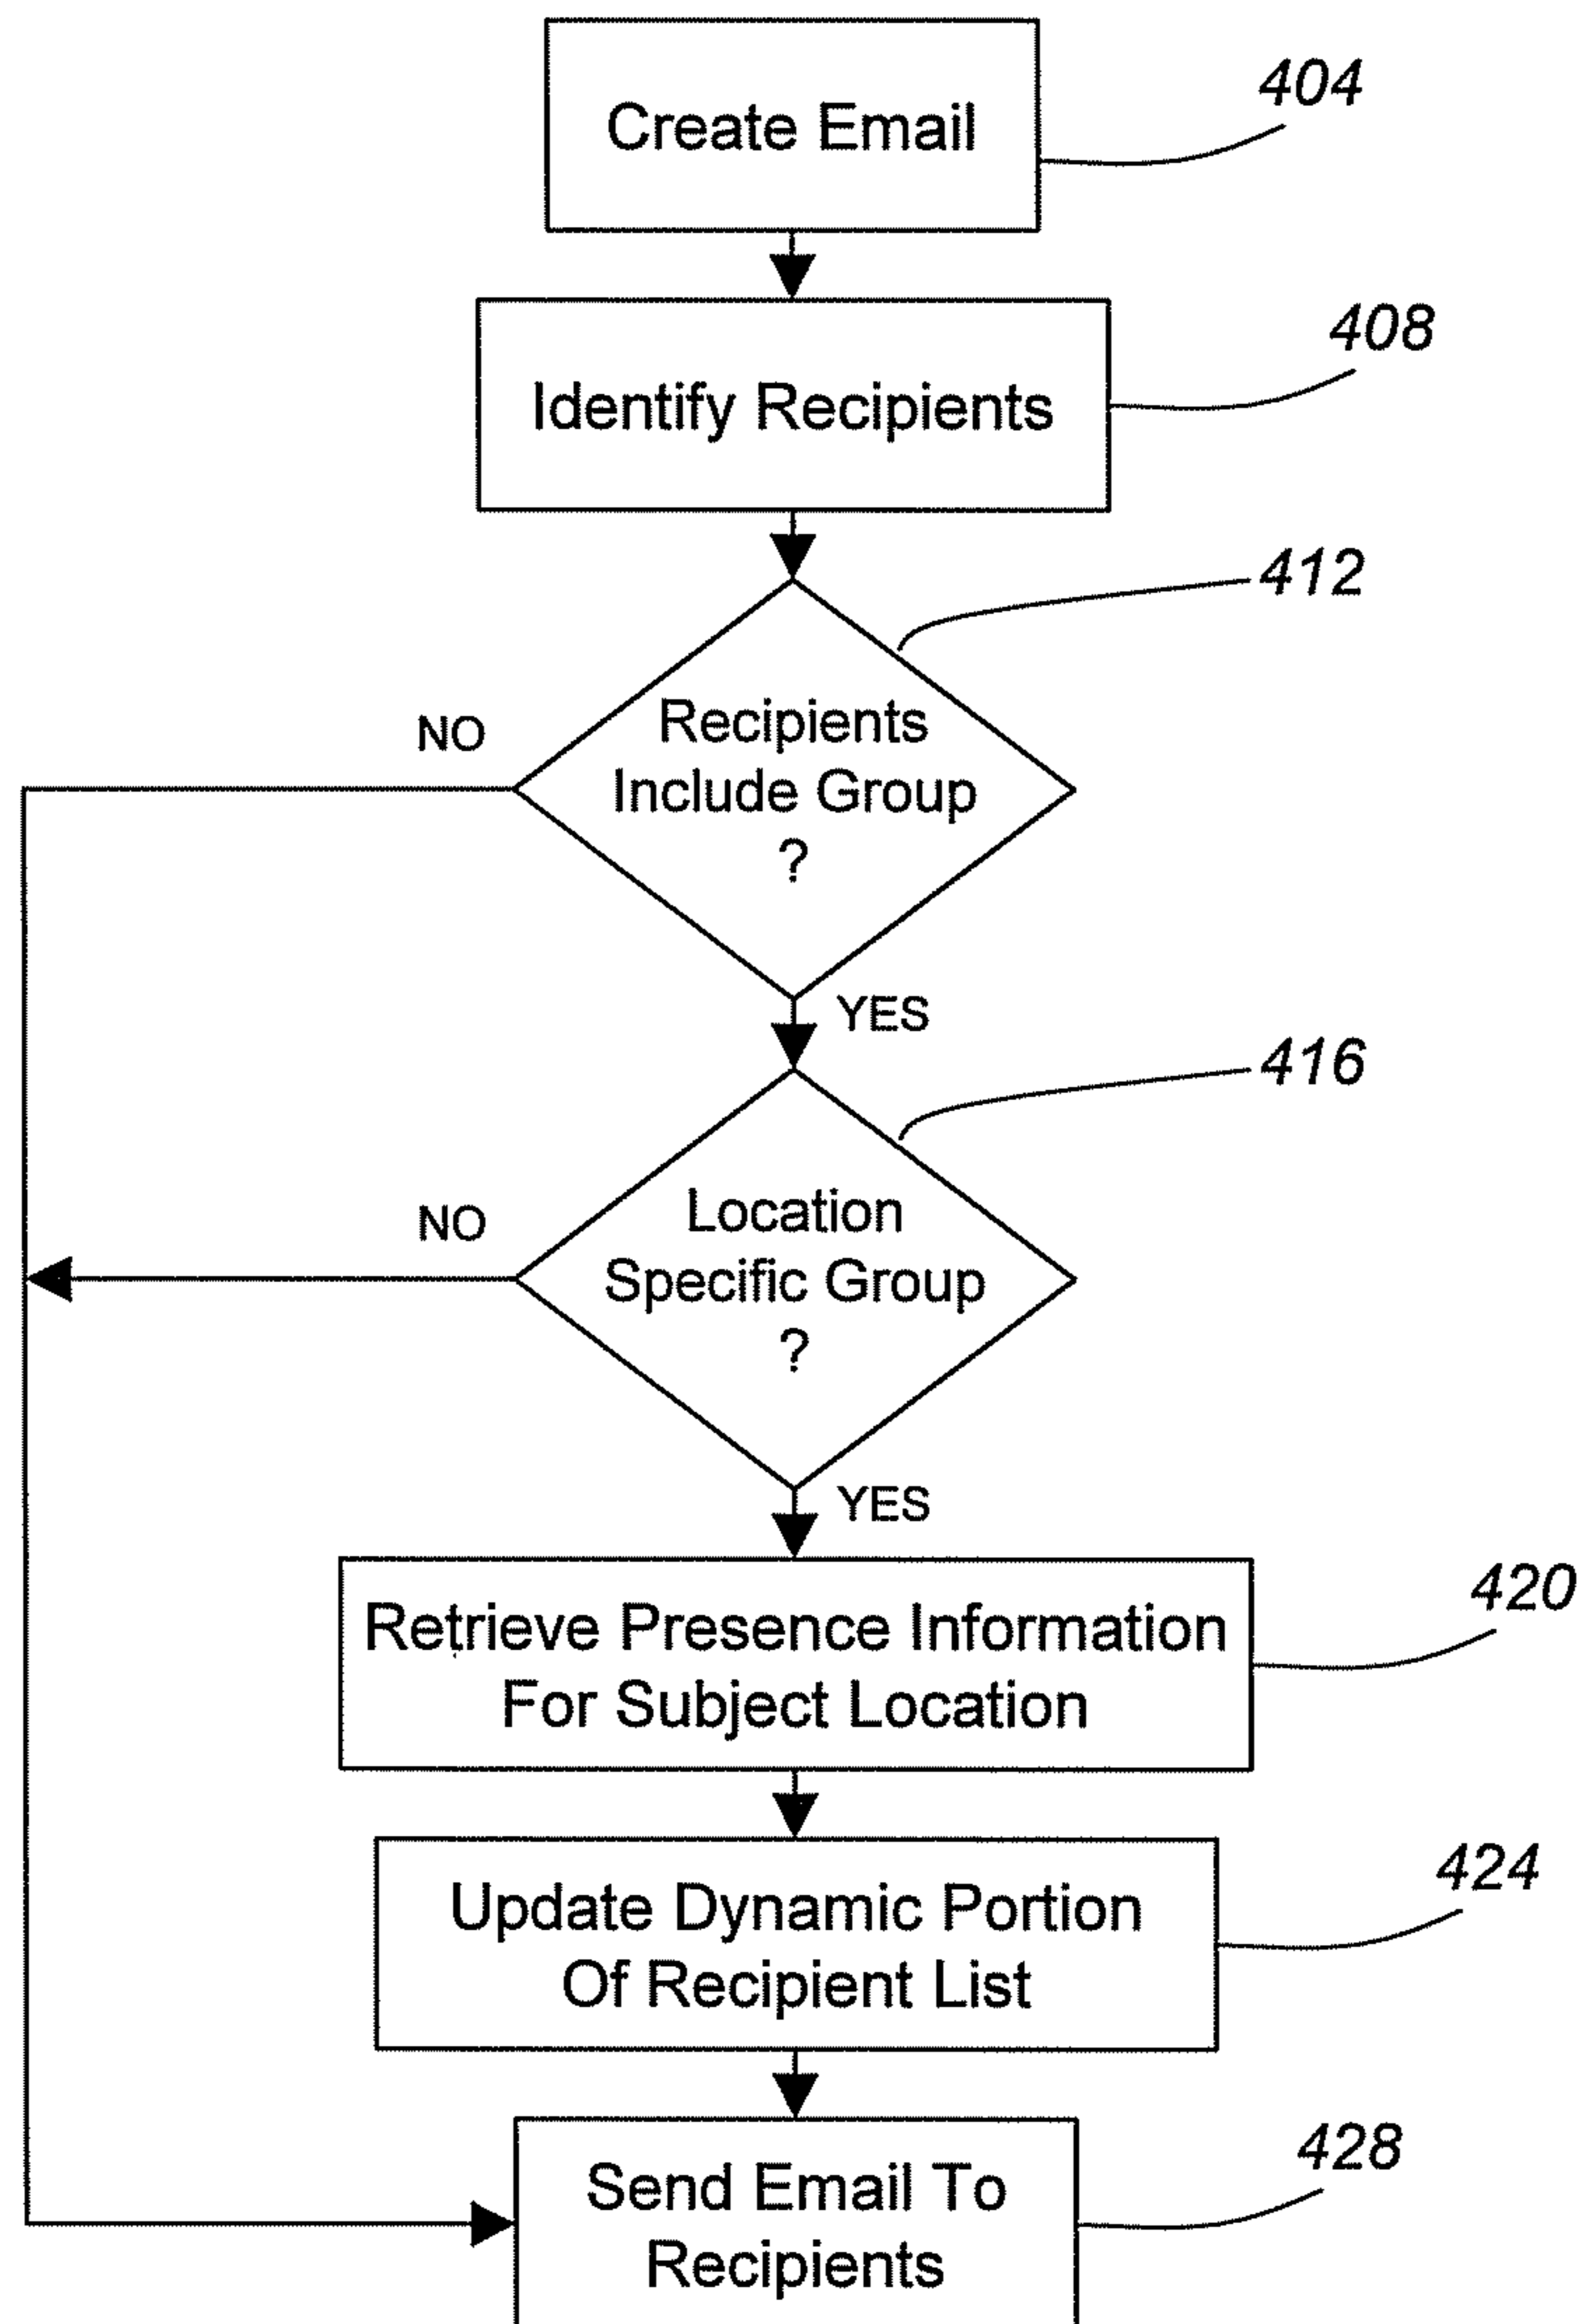 Create Email
404
Identify Recipients
408
412
Recipients
Include Group
?
NO
YES
416
Location
Specific Group
?
NO
YES
Retrieve Presence Information
For Subject Location
420
Update Dynamic Portion
Of Recipient List
424
Send Email To
Recipients
428